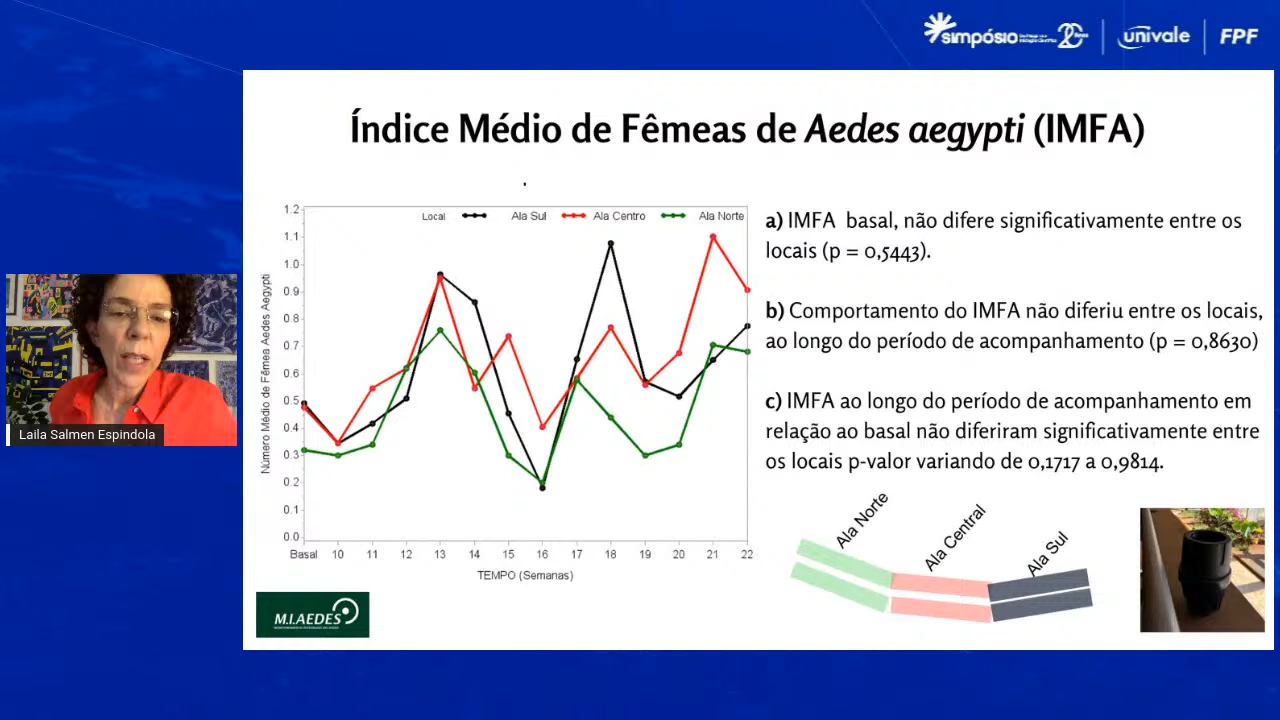 simpósio
univale
FPF
Índice Médio de Fêmeas de Aedes aegypti (IMFA)
Local Ala Sul Ala Centro Ala Norte
Número Médio de Fêmea Aedes Aegypti
1.2
1.1
1.0
0.9
0.8
0.7
0.6
0.5
0.4
0.3
0.2
0.1
0.0
Basal 10 11 12 13 14 15 16 17 18 19 20 21 22
TEMPO (Semanas)
a) IMFA basal, não difere significativamente entre os
locais (p = 0,5443).
b) Comportamento do IMFA não diferiu entre os locais,
ao longo do período de acompanhamento (p = 0,8630)
c) IMFA ao longo do período de acompanhamento em
relação ao basal não diferiram significativamente entre
os locais p-valor variando de 0,1717 a 0,9814.
Ala Norte
Ala Central
Ala Sul
M.I.AEDES
Laila Salmen Espindola